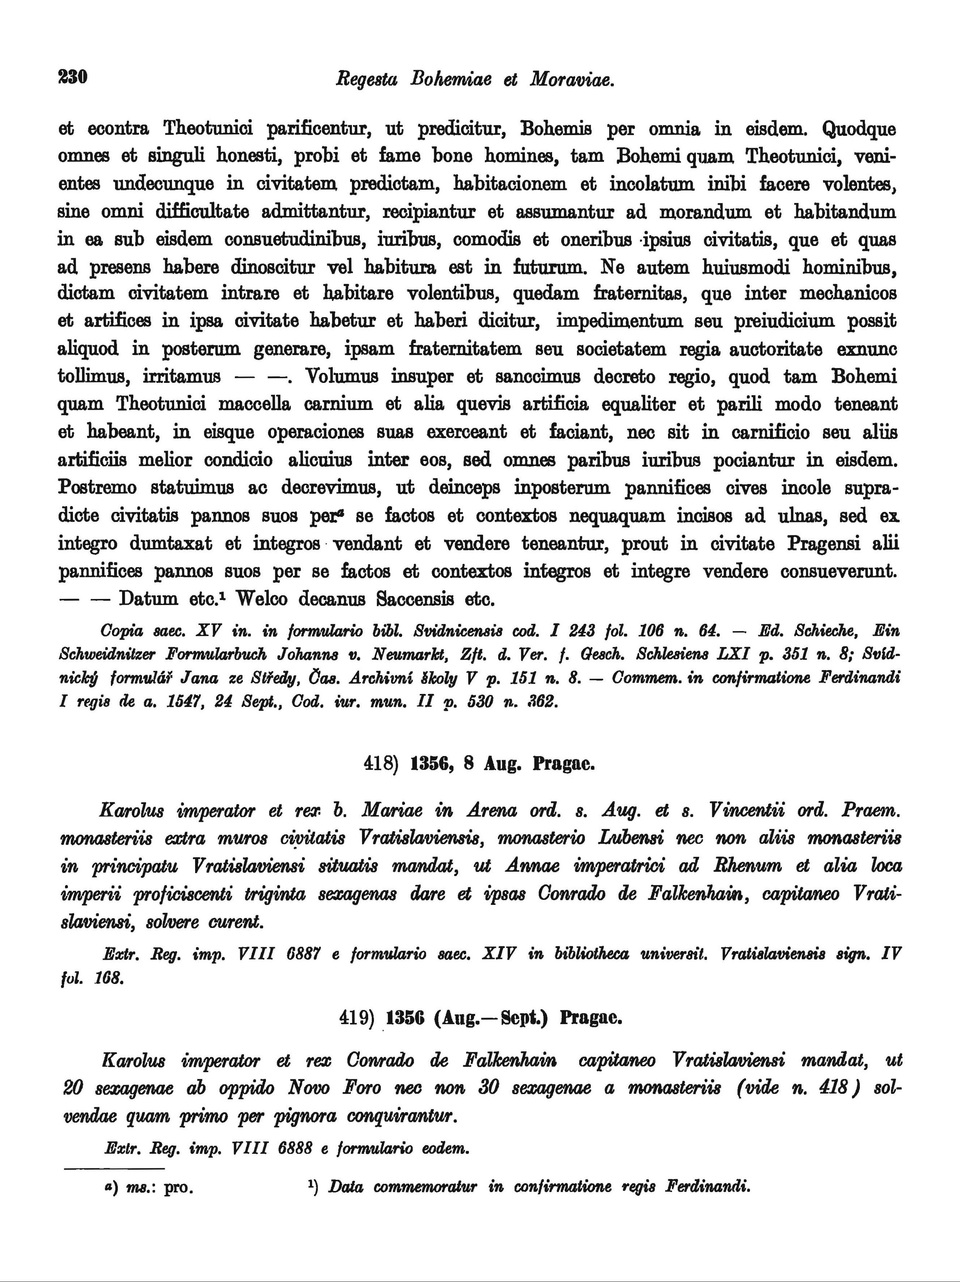 230
Regesta Bohemiae et Moraviae.
et econtra Theotunici parificentur, ut predicitur, Bohemis per omnia in eisdem. Quodque
omnes et singuli honesti, probi et fame bone homines, tam Bohemi quam Theotunici, veni-
entes undecunque in civitatem predictam, habitacionem et incolatum inibi facere volentes,
sine omni difficultate admittantur, recipiantur et assumantur ad morandum et habitandum
in ea sub eisdem consuetudinibus, iuribus, comodis et oneribus ipsius civitatis, que et quas
ad presens habere dinoscitur vel habitura est in futurum. Ne autem huiusmodi hominibus,
dictam civitatem intrare et habitare volentibus, quedam fraternitas, que inter mechanicos
et artifices in ipsa civitate habetur et haberi dicitur, impedimentum seu preiudicium possit
aliquod in posterum generare, ipsam fraternitatem seu societatem regia auctoritate exnunc
tollimus, irritamus — —. Volumus insuper et sanccimus decreto regio, quod tam Bohemi
quam Theotunici maccella carnium et alia quevis artificia equaliter et parili modo teneant
et habeant, in eisque operaciones suas exerceant et faciant, nec sit in carnificio seu aliis
artificiis melior condicio alicuius inter eos, sed omnes paribus iuribus pociantur in eisdem.
Postremo statuimus ac decrevimus, ut deinceps inposterum pannifices cives incole supra-
dicte civitatis pannos suos perᵃ se factos et contextos nequaquam incisos ad ulnas, sed ex
integro dumtaxat et integros vendant et vendere teneantur, prout in civitate Pragensi alii
pannifices pannos suos per se factos et contextos integros et integre vendere consueverunt.
— — Datum etc.¹ Welco decanus Saccensis etc.
Copia saec. XV in. in formulario bibl. Svidnicensis cod. I 243 fol. 106 n. 64. — Ed. Schieche, Ein
Schweidnitzer Formularbuch Johanns v. Neumarkt, Zft. d. Ver. f. Gesch. Schlesiens LXI p. 351 n. 8; Svíd-
nický formulář Jana ze Středy, Čas. Archivní školy V p. 151 n. 8. — Commem. in confirmatione Ferdinandi
I regis de a. 1547, 24 Sept., Cod. iur. mun. II p. 530 n. 362.
418) 1356, 8 Aug. Pragae.
Karolus imperator et rex b. Mariae in Arena ord. s. Aug. et s. Vincentii ord. Praem.
monasteriis extra muros civitatis Vratislaviensis, monasterio Lubensi nec non aliis monasteriis
in principatu Vratislaviensi situatis mandat, ut Annae imperatrici ad Rhenum et alia loca
imperii proficiscenti triginta sexagenas dare et ipsas Conrado de Falkenhain, capitaneo Vrati-
slaviensi, solvere curent.
Extr. Reg. imp. VIII 6887 e formulario saec. XIV in bibliotheca universit. Vratislaviensis sign. IV
fol. 168.
419) 1356 (Aug.—Sept.) Pragae.
Karolus imperator et rex Conrado de Falkenhain capitaneo Vratislaviensi mandat, ut
20 sexagenae ab oppido Novo Foro nec non 30 sexagenae a monasteriis (vide n. 418) sol-
vendae quam primo per pignora conquirantur.
Extr. Reg. imp. VIII 6888 e formulario eodem.
ᵃ) ms.: pro. ¹) Data commemoratur in confirmatione regis Ferdinandi.